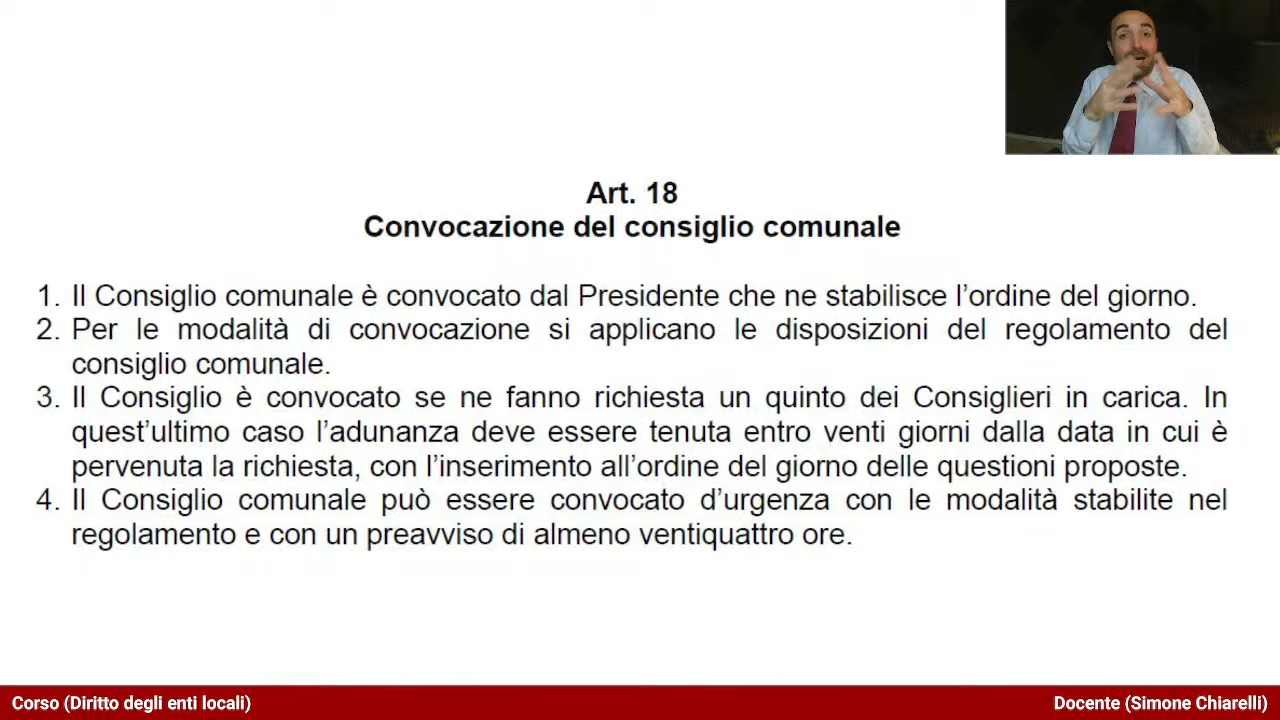 Art. 18
Convocazione del consiglio comunale
1. Il Consiglio comunale è convocato dal Presidente che ne stabilisce l’ordine del giorno.
2. Per le modalità di convocazione si applicano le disposizioni del regolamento del
consiglio comunale.
3. Il Consiglio è convocato se ne fanno richiesta un quinto dei Consiglieri in carica. In
quest’ultimo caso l’adunanza deve essere tenuta entro venti giorni dalla data in cui è
pervenuta la richiesta, con l’inserimento all’ordine del giorno delle questioni proposte.
4. Il Consiglio comunale può essere convocato d’urgenza con le modalità stabilite nel
regolamento e con un preavviso di almeno ventiquattro ore.
Corso (Diritto degli enti locali)
Docente (Simone Chiarelli)